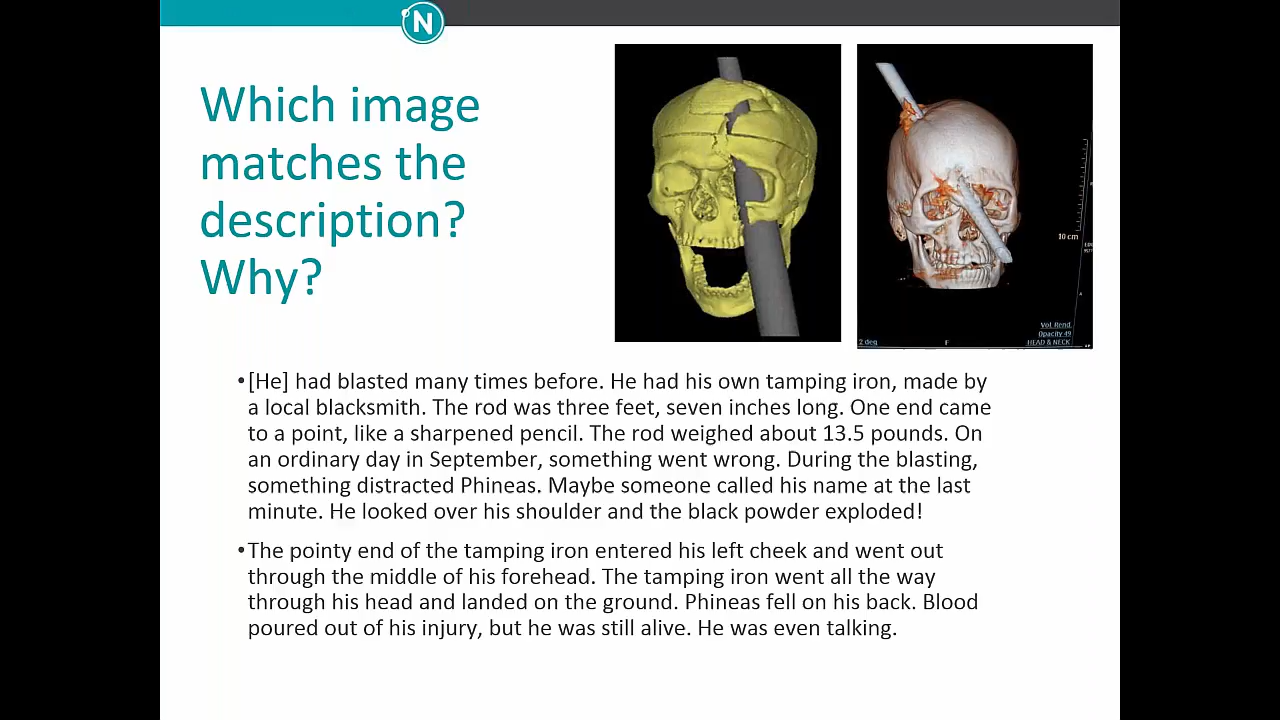 N
Which image
matches the
description?
Why?
10 cm
Vol Rend
Opacity 49
HEAD & NECK
2 deg
F
•[He] had blasted many times before. He had his own tamping iron, made by
a local blacksmith. The rod was three feet, seven inches long. One end came
to a point, like a sharpened pencil. The rod weighed about 13.5 pounds. On
an ordinary day in September, something went wrong. During the blasting,
something distracted Phineas. Maybe someone called his name at the last
minute. He looked over his shoulder and the black powder exploded!
•The pointy end of the tamping iron entered his left cheek and went out
through the middle of his forehead. The tamping iron went all the way
through his head and landed on the ground. Phineas fell on his back. Blood
poured out of his injury, but he was still alive. He was even talking.